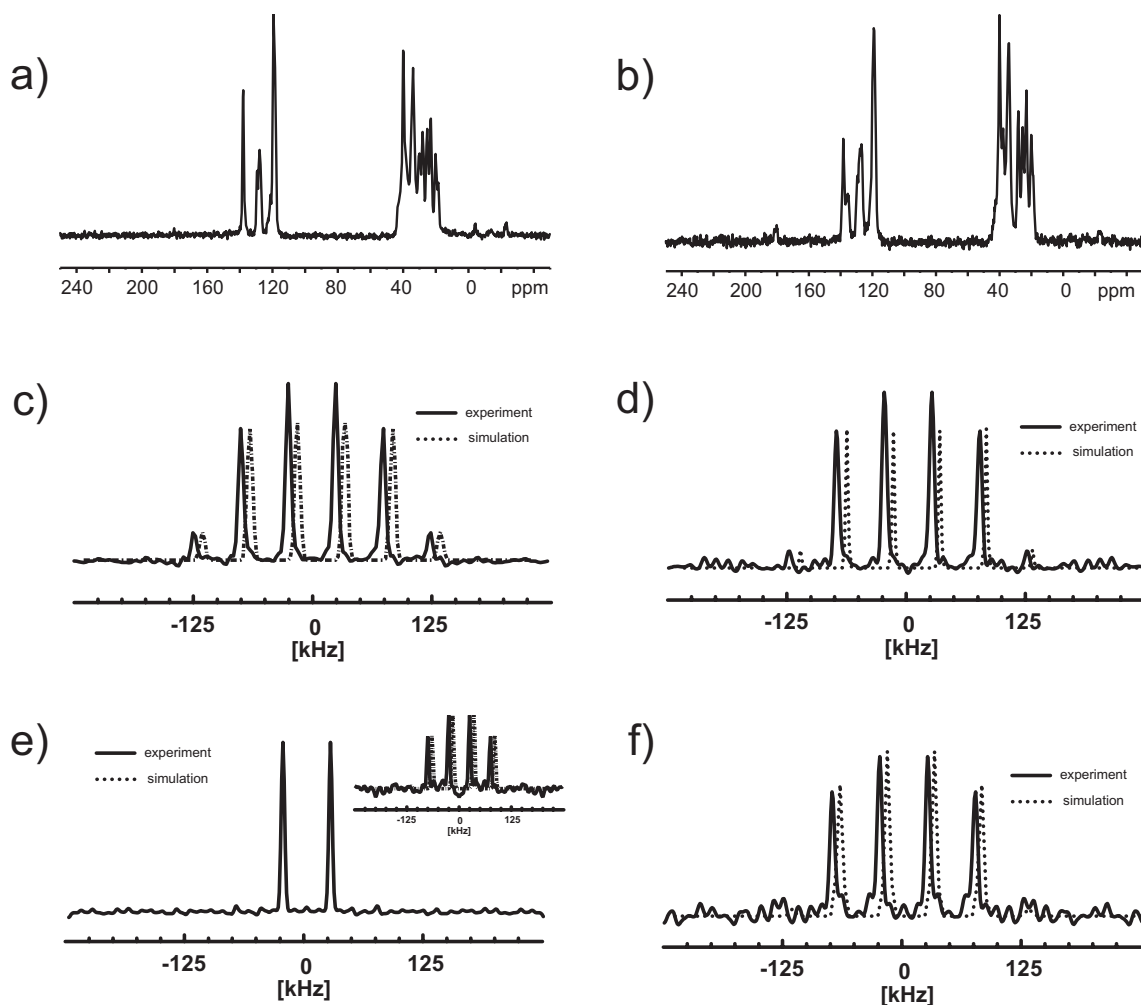 a)
240 200 160 120 80 40 0 ppm
b)
240 200 160 120 80 40 0 ppm
c)
experiment
simulation
-125 0 125
[kHz]
d)
experiment
simulation
-125 0 125
[kHz]
e)
experiment
simulation
-125 0 125
[kHz]
-125 0 125
[kHz]
f)
experiment
simulation
-125 0 125
[kHz]